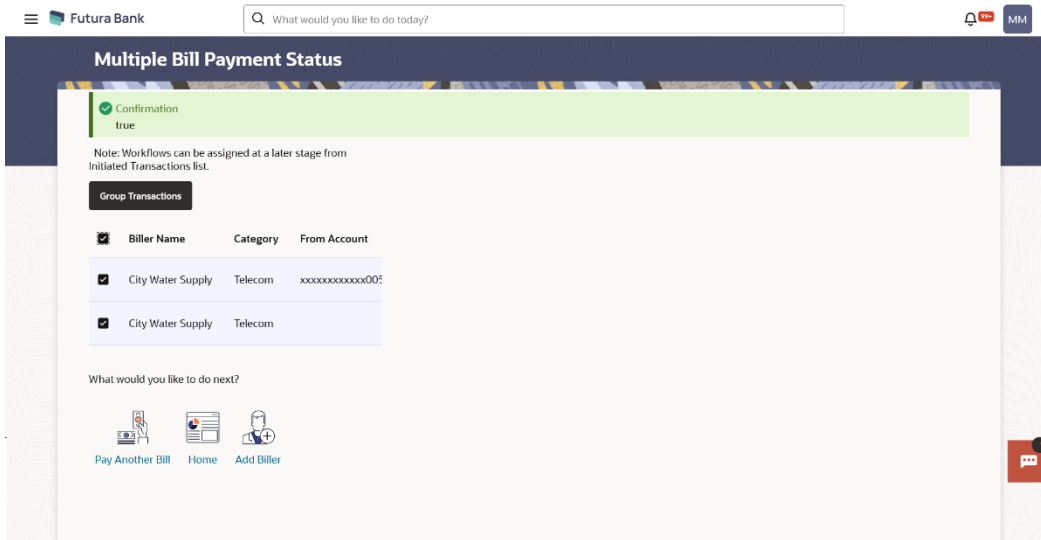 Futura Bank
What would you like to do today?
99+
MM
Multiple Bill Payment Status
Confirmation
true
Note: Workflows can be assigned at a later stage from
Initiated Transactions list.
Group Transactions
Biller Name Category From Account
City Water Supply Telecom xxxxxxxxxxxx005
City Water Supply Telecom
What would you like to do next?
Pay Another Bill Home Add Biller